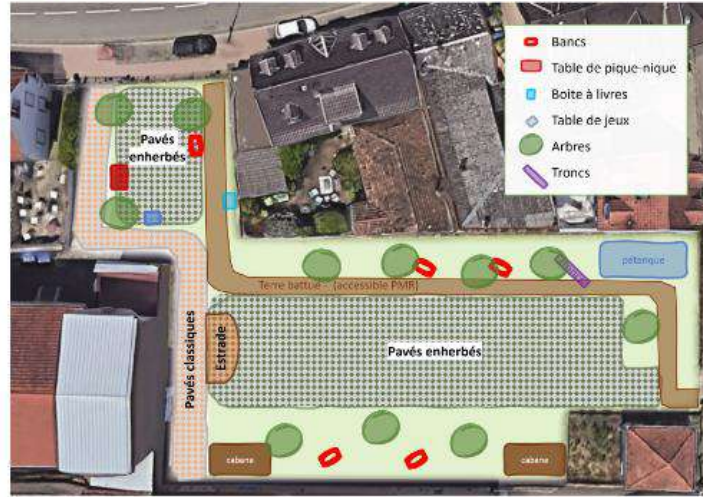 Bancs
Table de pique-nique
Boite à livres
Table de jeux
Arbres
Troncs
Pavés
enherbés
pétanque
Terre battue - (accessible PMR)
Pavés classiques
Estrade
Pavés enherbés
cabane
cabane